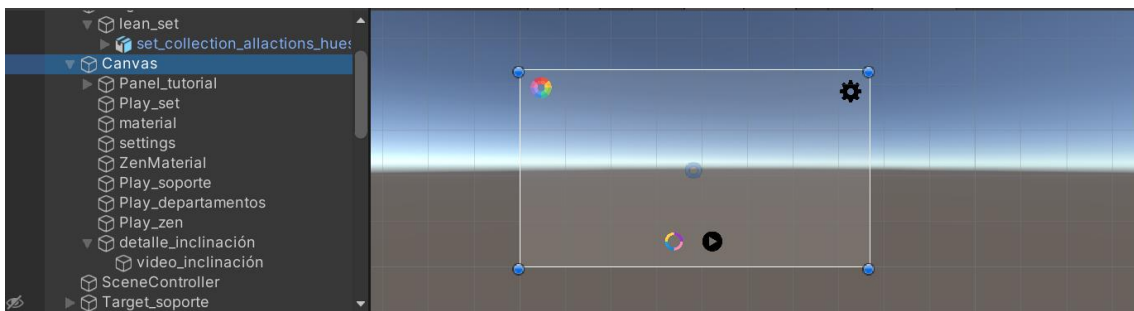 lean_set
set_collection_allactions_hues
Canvas
Panel_tutorial
Play_set
material
settings
ZenMaterial
Play_soporte
Play_departamentos
Play_zen
detalle_inclinación
video_inclinación
SceneController
Target_soporte